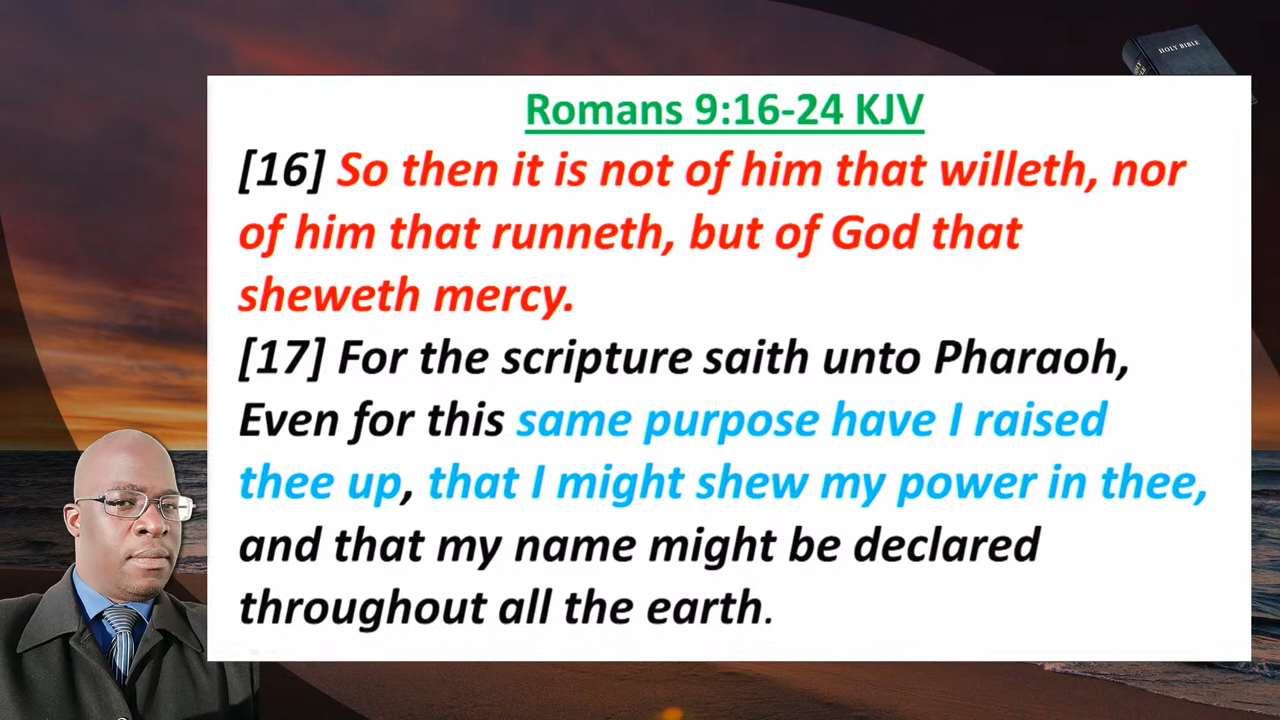 HOLY BIBLE
Romans 9:16-24 KJV
[16] So then it is not of him that willeth, nor
of him that runneth, but of God that
sheweth mercy.
[17] For the scripture saith unto Pharaoh,
Even for this same purpose have I raised
thee up, that I might shew my power in thee,
and that my name might be declared
throughout all the earth.